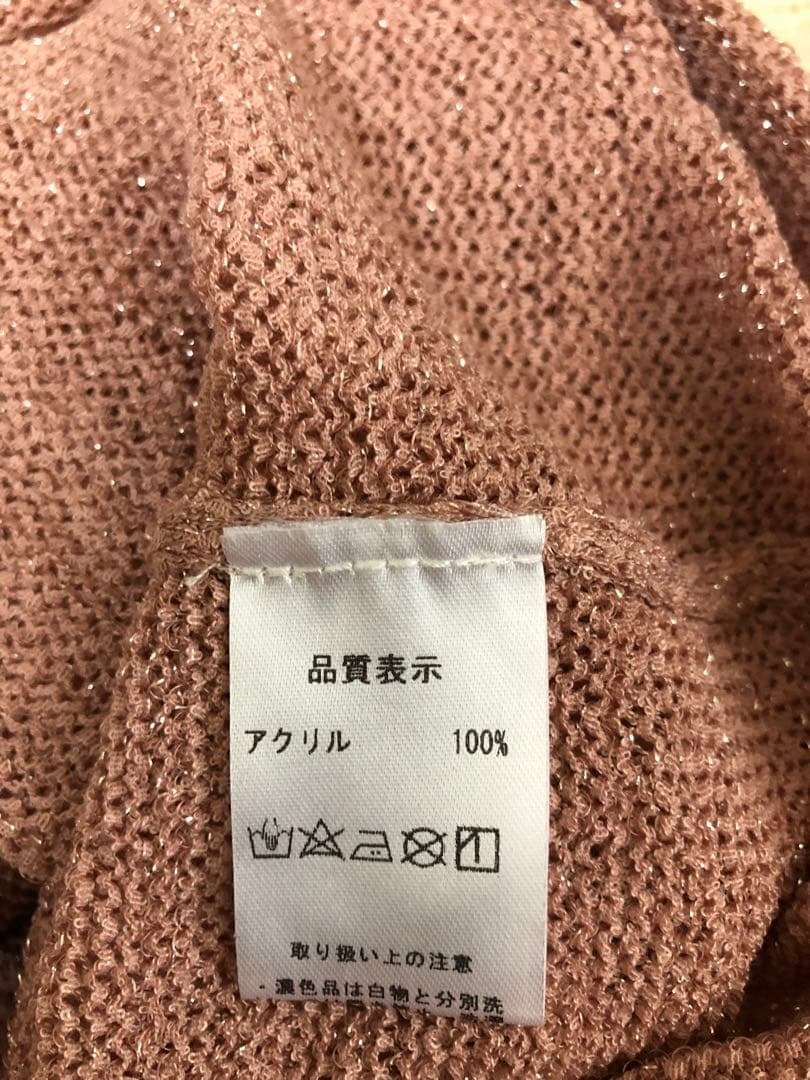 品質表示
アクリル 100%
取り扱い上の注意
・濃色品は白物と分別洗